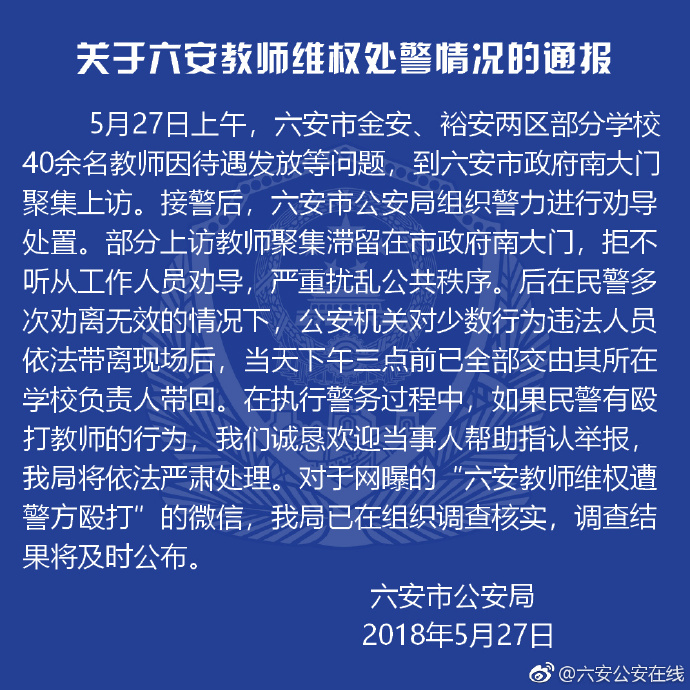 关于六安教师维权处警情况的通报
5月27日上午，六安市金安、裕安两区部分学校
40余名教师因待遇发放等问题，到六安市政府南大门
聚集上访。接警后，六安市公安局组织警力进行劝导
处置。部分上访教师聚集滞留在市政府南大门，拒不
听从工作人员劝导，严重扰乱公共秩序。后在民警多
次劝离无效的情况下，公安机关对少数行为违法人员
依法带离现场后，当天下午三点前已全部交由其所在
学校负责人带回。在执行警务过程中，如果民警有殴
打教师的行为，我们诚恳欢迎当事人帮助指认举报，
我局将依法严肃处理。对于网曝的“六安教师维权遭
警方殴打”的微信，我局已在组织调查核实，调查结
果将及时公布。
六安市公安局
2018年5月27日
@六安公安在线